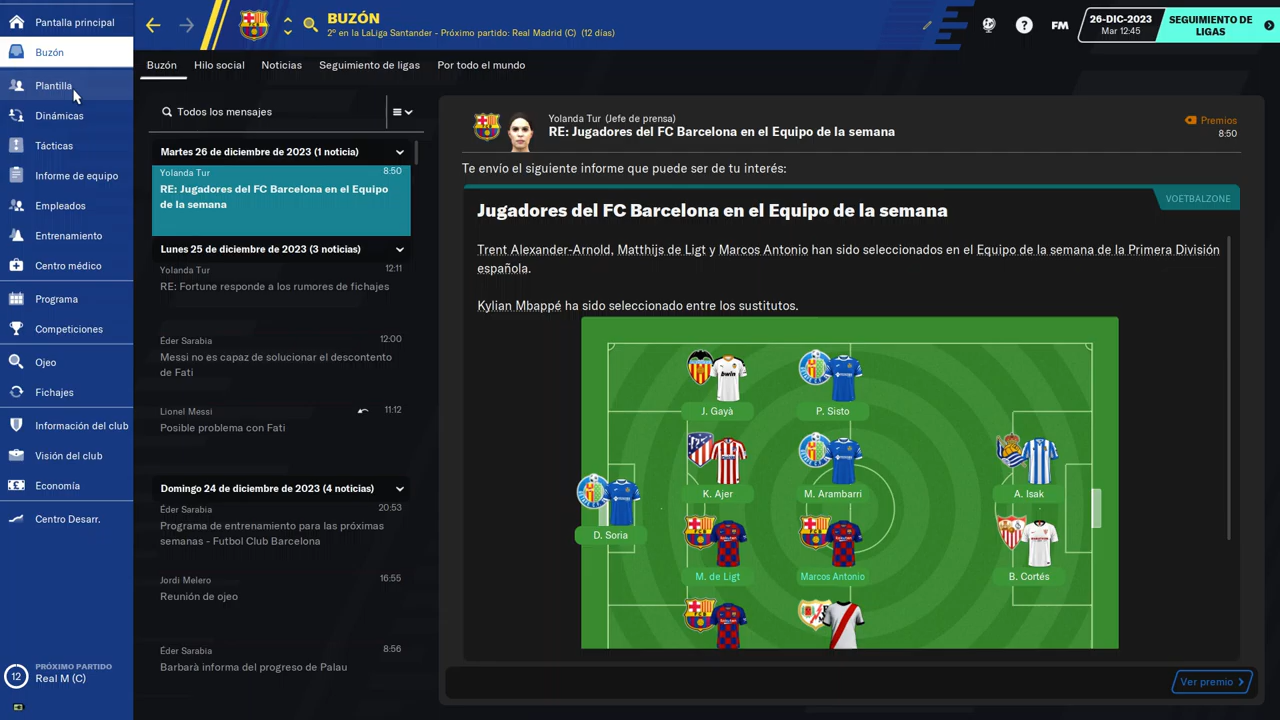 Pantalla principal
Buzón
Plantilla
Dinámicas
Tácticas
Informe de equipo
Empleados
Entrenamiento
Centro médico
Programa
Competiciones
Ojeo
Fichajes
Información del club
Visión del club
Economía
Centro Desarr.
12
PRÓXIMO PARTIDO
Real M (C)
BUZÓN
2º en la LaLiga Santander - Próximo partido: Real Madrid (C) (12 días)
?
FM
26-DIC-2023
Mar 12:45
SEGUIMIENTO DE
LIGAS
Buzón
Hilo social
Noticias
Seguimiento de ligas
Por todo el mundo
Todos los mensajes
Martes 26 de diciembre de 2023 (1 noticia)
Yolanda Tur 8:50
RE: Jugadores del FC Barcelona en el Equipo
de la semana
Lunes 25 de diciembre de 2023 (3 noticias)
Yolanda Tur 12:11
RE: Fortune responde a los rumores de fichajes
Éder Sarabia 12:00
Messi no es capaz de solucionar el descontento
de Fati
Lionel Messi 11:12
Posible problema con Fati
Domingo 24 de diciembre de 2023 (4 noticias)
Éder Sarabia 20:53
Programa de entrenamiento para las próximas
semanas - Futbol Club Barcelona
Jordi Melero 16:55
Reunión de ojeo
Éder Sarabia 8:56
Barbarà informa del progreso de Palau
Yolanda Tur (Jefe de prensa)
RE: Jugadores del FC Barcelona en el Equipo de la semana
Premios
8:50
Te envío el siguiente informe que puede ser de tu interés:
VOETBALZONE
Jugadores del FC Barcelona en el Equipo de la semana
Trent Alexander-Arnold, Matthijs de Ligt y Marcos Antonio han sido seleccionados en el Equipo de la semana de la Primera División
española.
Kylian Mbappé ha sido seleccionado entre los sustitutos.
bwin
J. Gayà
P. Sisto
K. Ajer
M. Arambarri
A. Isak
D. Soria
M. de Ligt
Marcos Antonio
B. Cortés
Ver premio